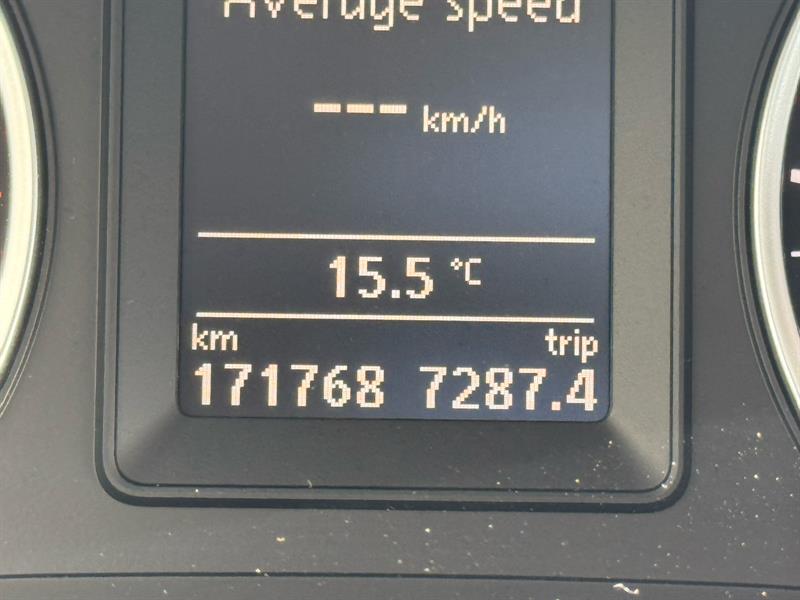 Average speed
--- km/h
15.5 °C
km trip
171768 7287.4